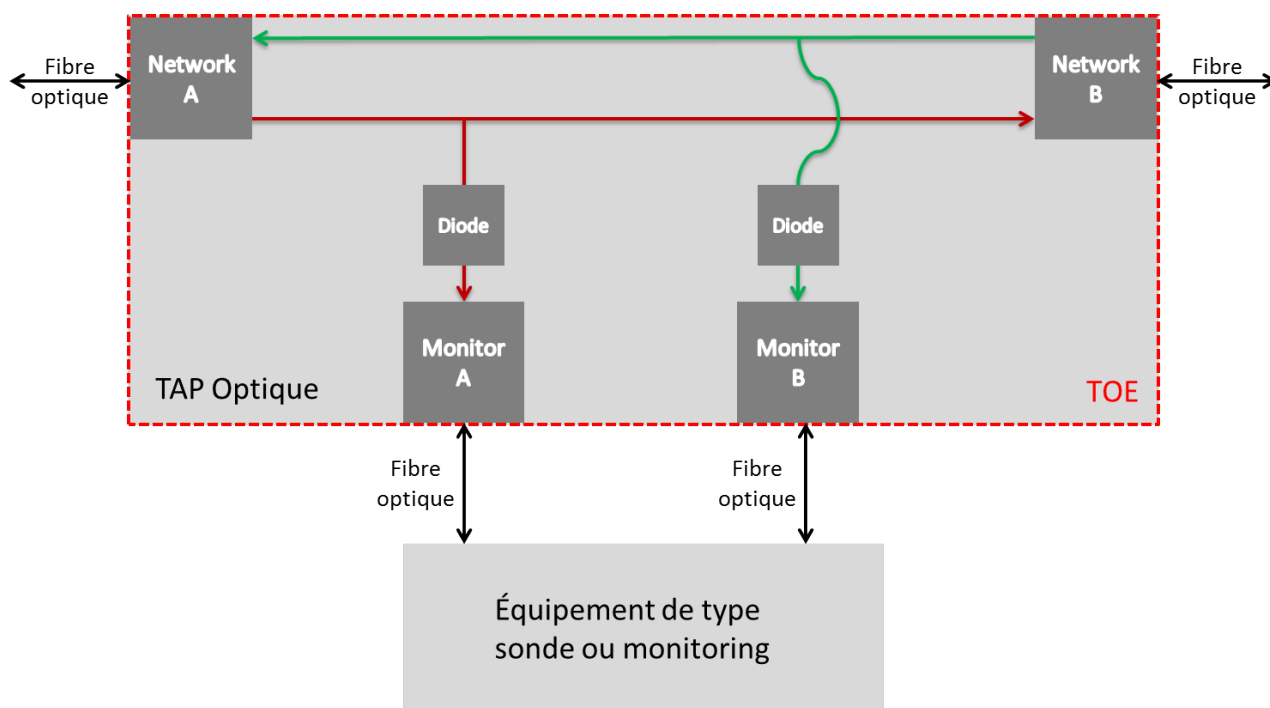 Fibre
optique
Network
A
Network
B
Fibre
optique
Diode
Diode
Monitor
A
Monitor
B
TAP Optique
TOE
Fibre
optique
Fibre
optique
Équipement de type
sonde ou monitoring